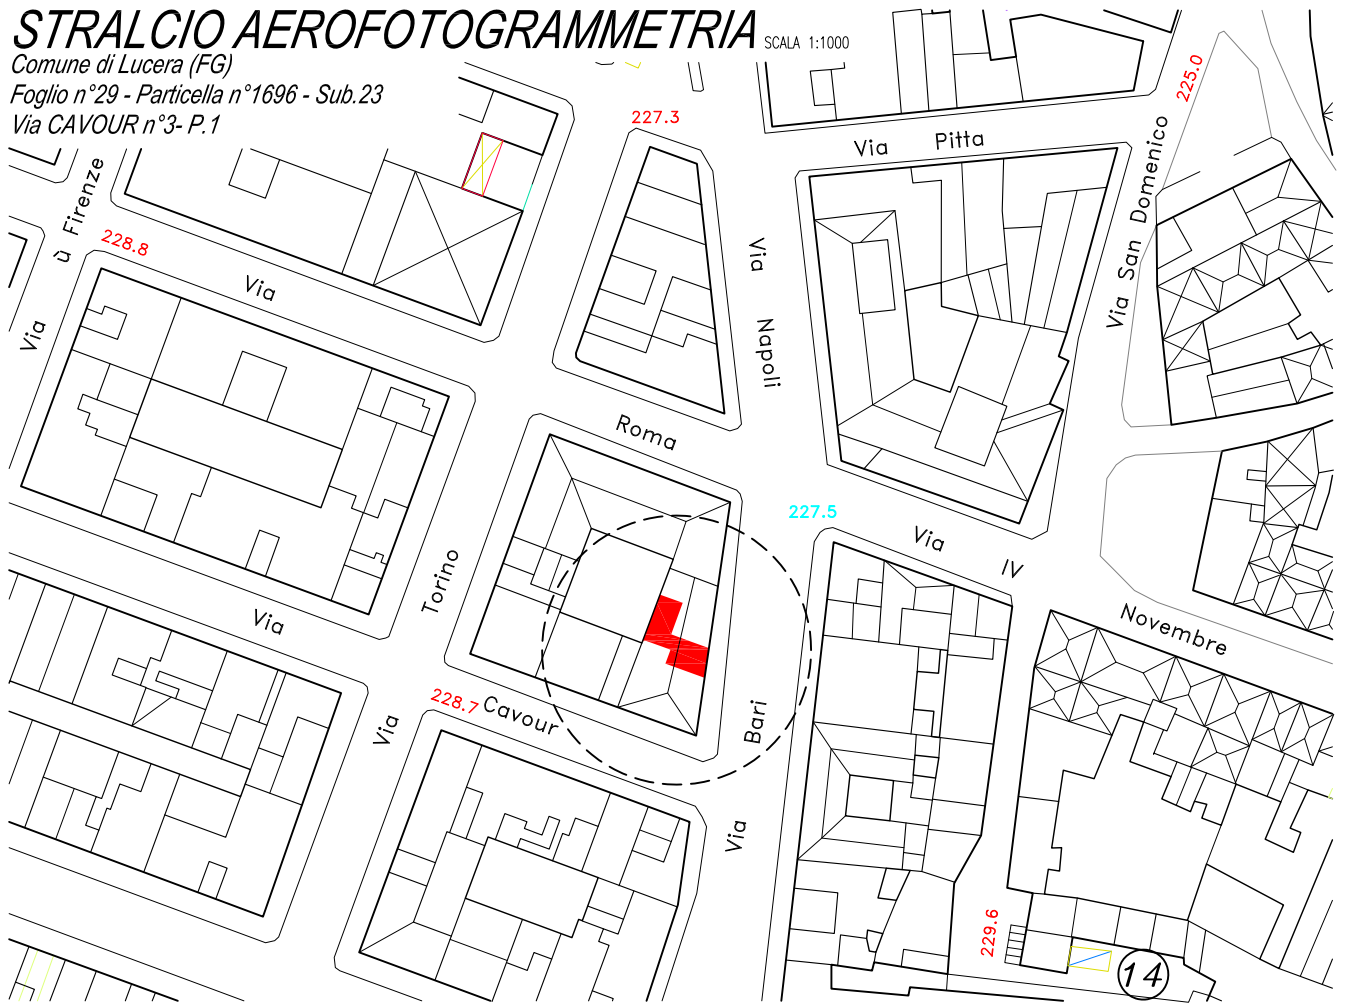 STRALCIO AEROFOTOGRAMMETRIA SCALA 1:1000
Comune di Lucera (FG)
Foglio n°29 - Particella n°1696 - Sub.23
Via CAVOUR n°3- P.1
225.0
227.3
Via Pitta
Via San Domenico
ù Firenze
228.8
Via
Via
Via Napoli
Roma
227.5
Via IV
Novembre
Torino
Via
228.7 Cavour
Via
Bari
Via
229.6
14